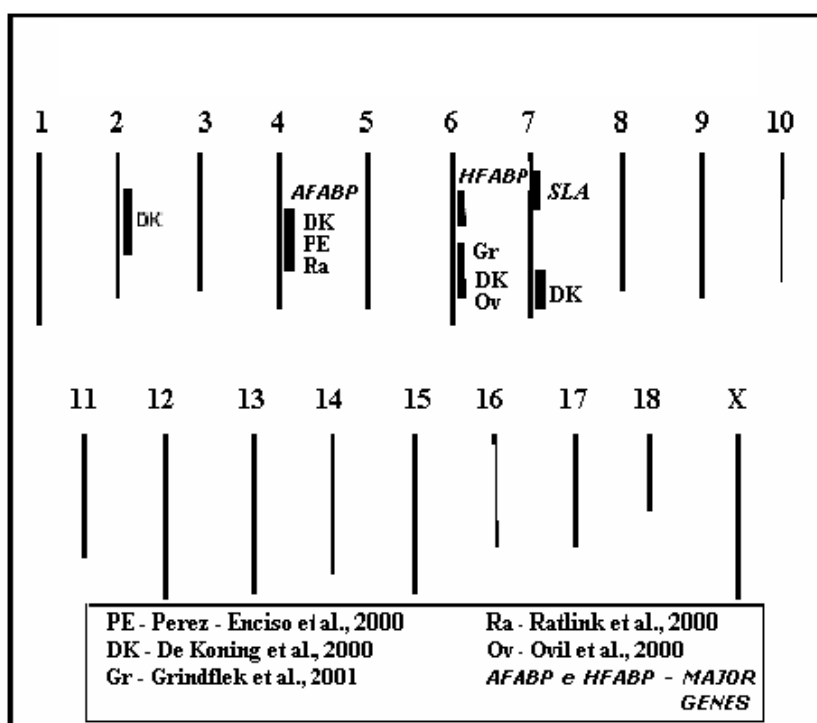 1 2 3 4 5 6 7 8 9 10
DK
AFABP
DK
PE
Ra
HFABP
Gr
DK
Ov
SLA
DK
11 12 13 14 15 16 17 18 X
PE - Perez - Enciso et al., 2000
DK - De Koning et al., 2000
Gr - Grindflek et al., 2001
Ra - Ratlink et al., 2000
Ov - Ovil et al., 2000
AFABP e HFABP - MAJOR
GENES